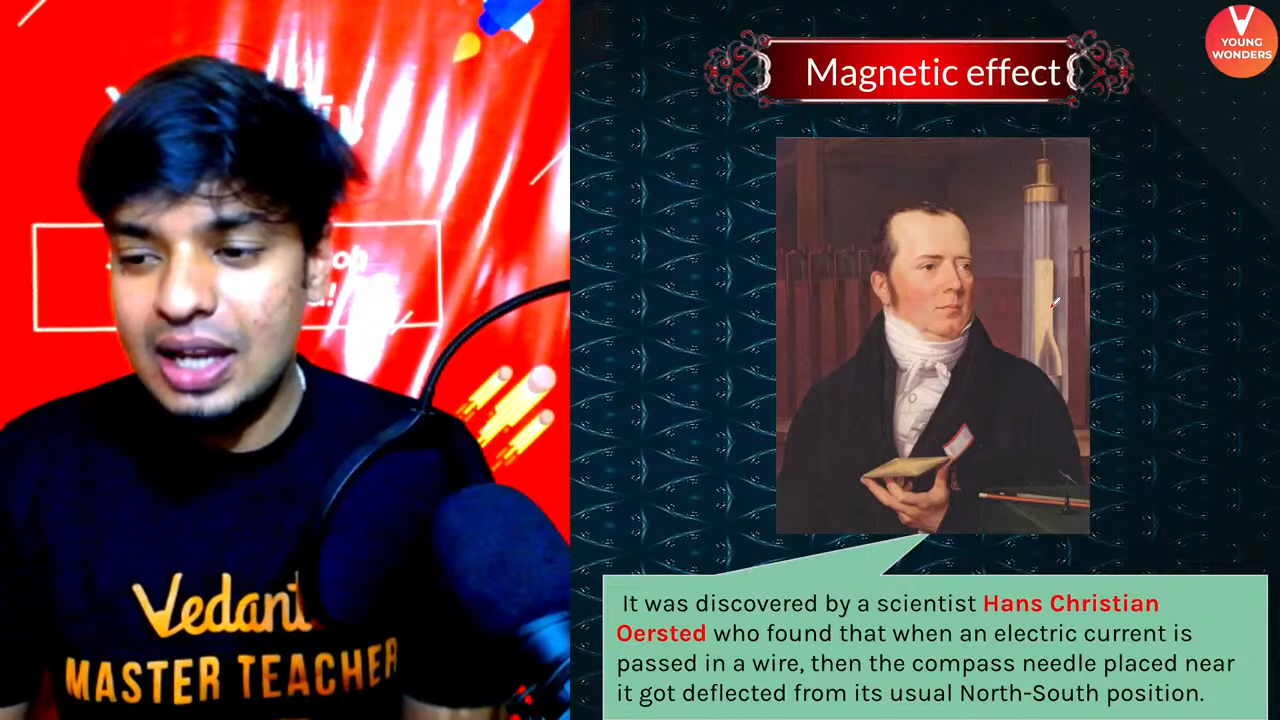 Magnetic effect
V
YOUNG
WONDERS
It was discovered by a scientist Hans Christian
Oersted who found that when an electric current is
passed in a wire, then the compass needle placed near
it got deflected from its usual North-South position.
MASTER TEACHER